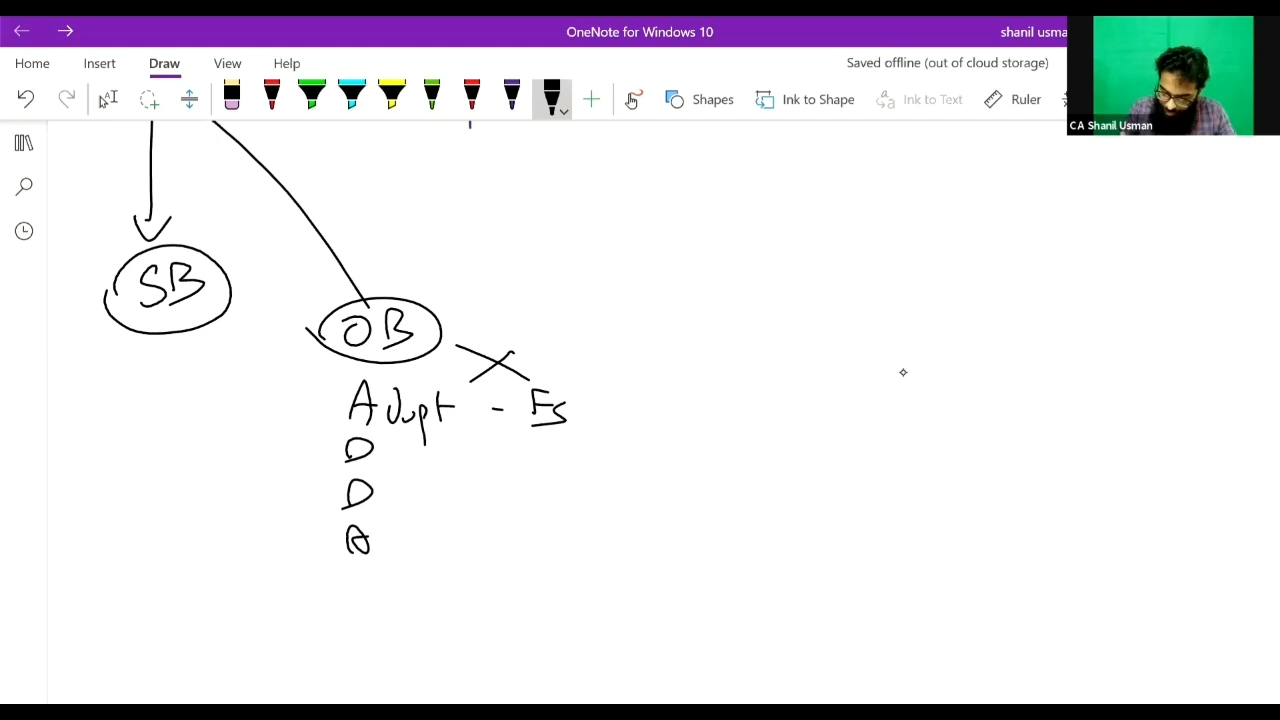 OneNote for Windows 10
shanil usma
Home Insert Draw View Help
Saved offline (out of cloud storage)
Shapes Ink to Shape Ink to Text Ruler
CA Shanil Usman
SB
OB
Adopt - Fs
D
D
A